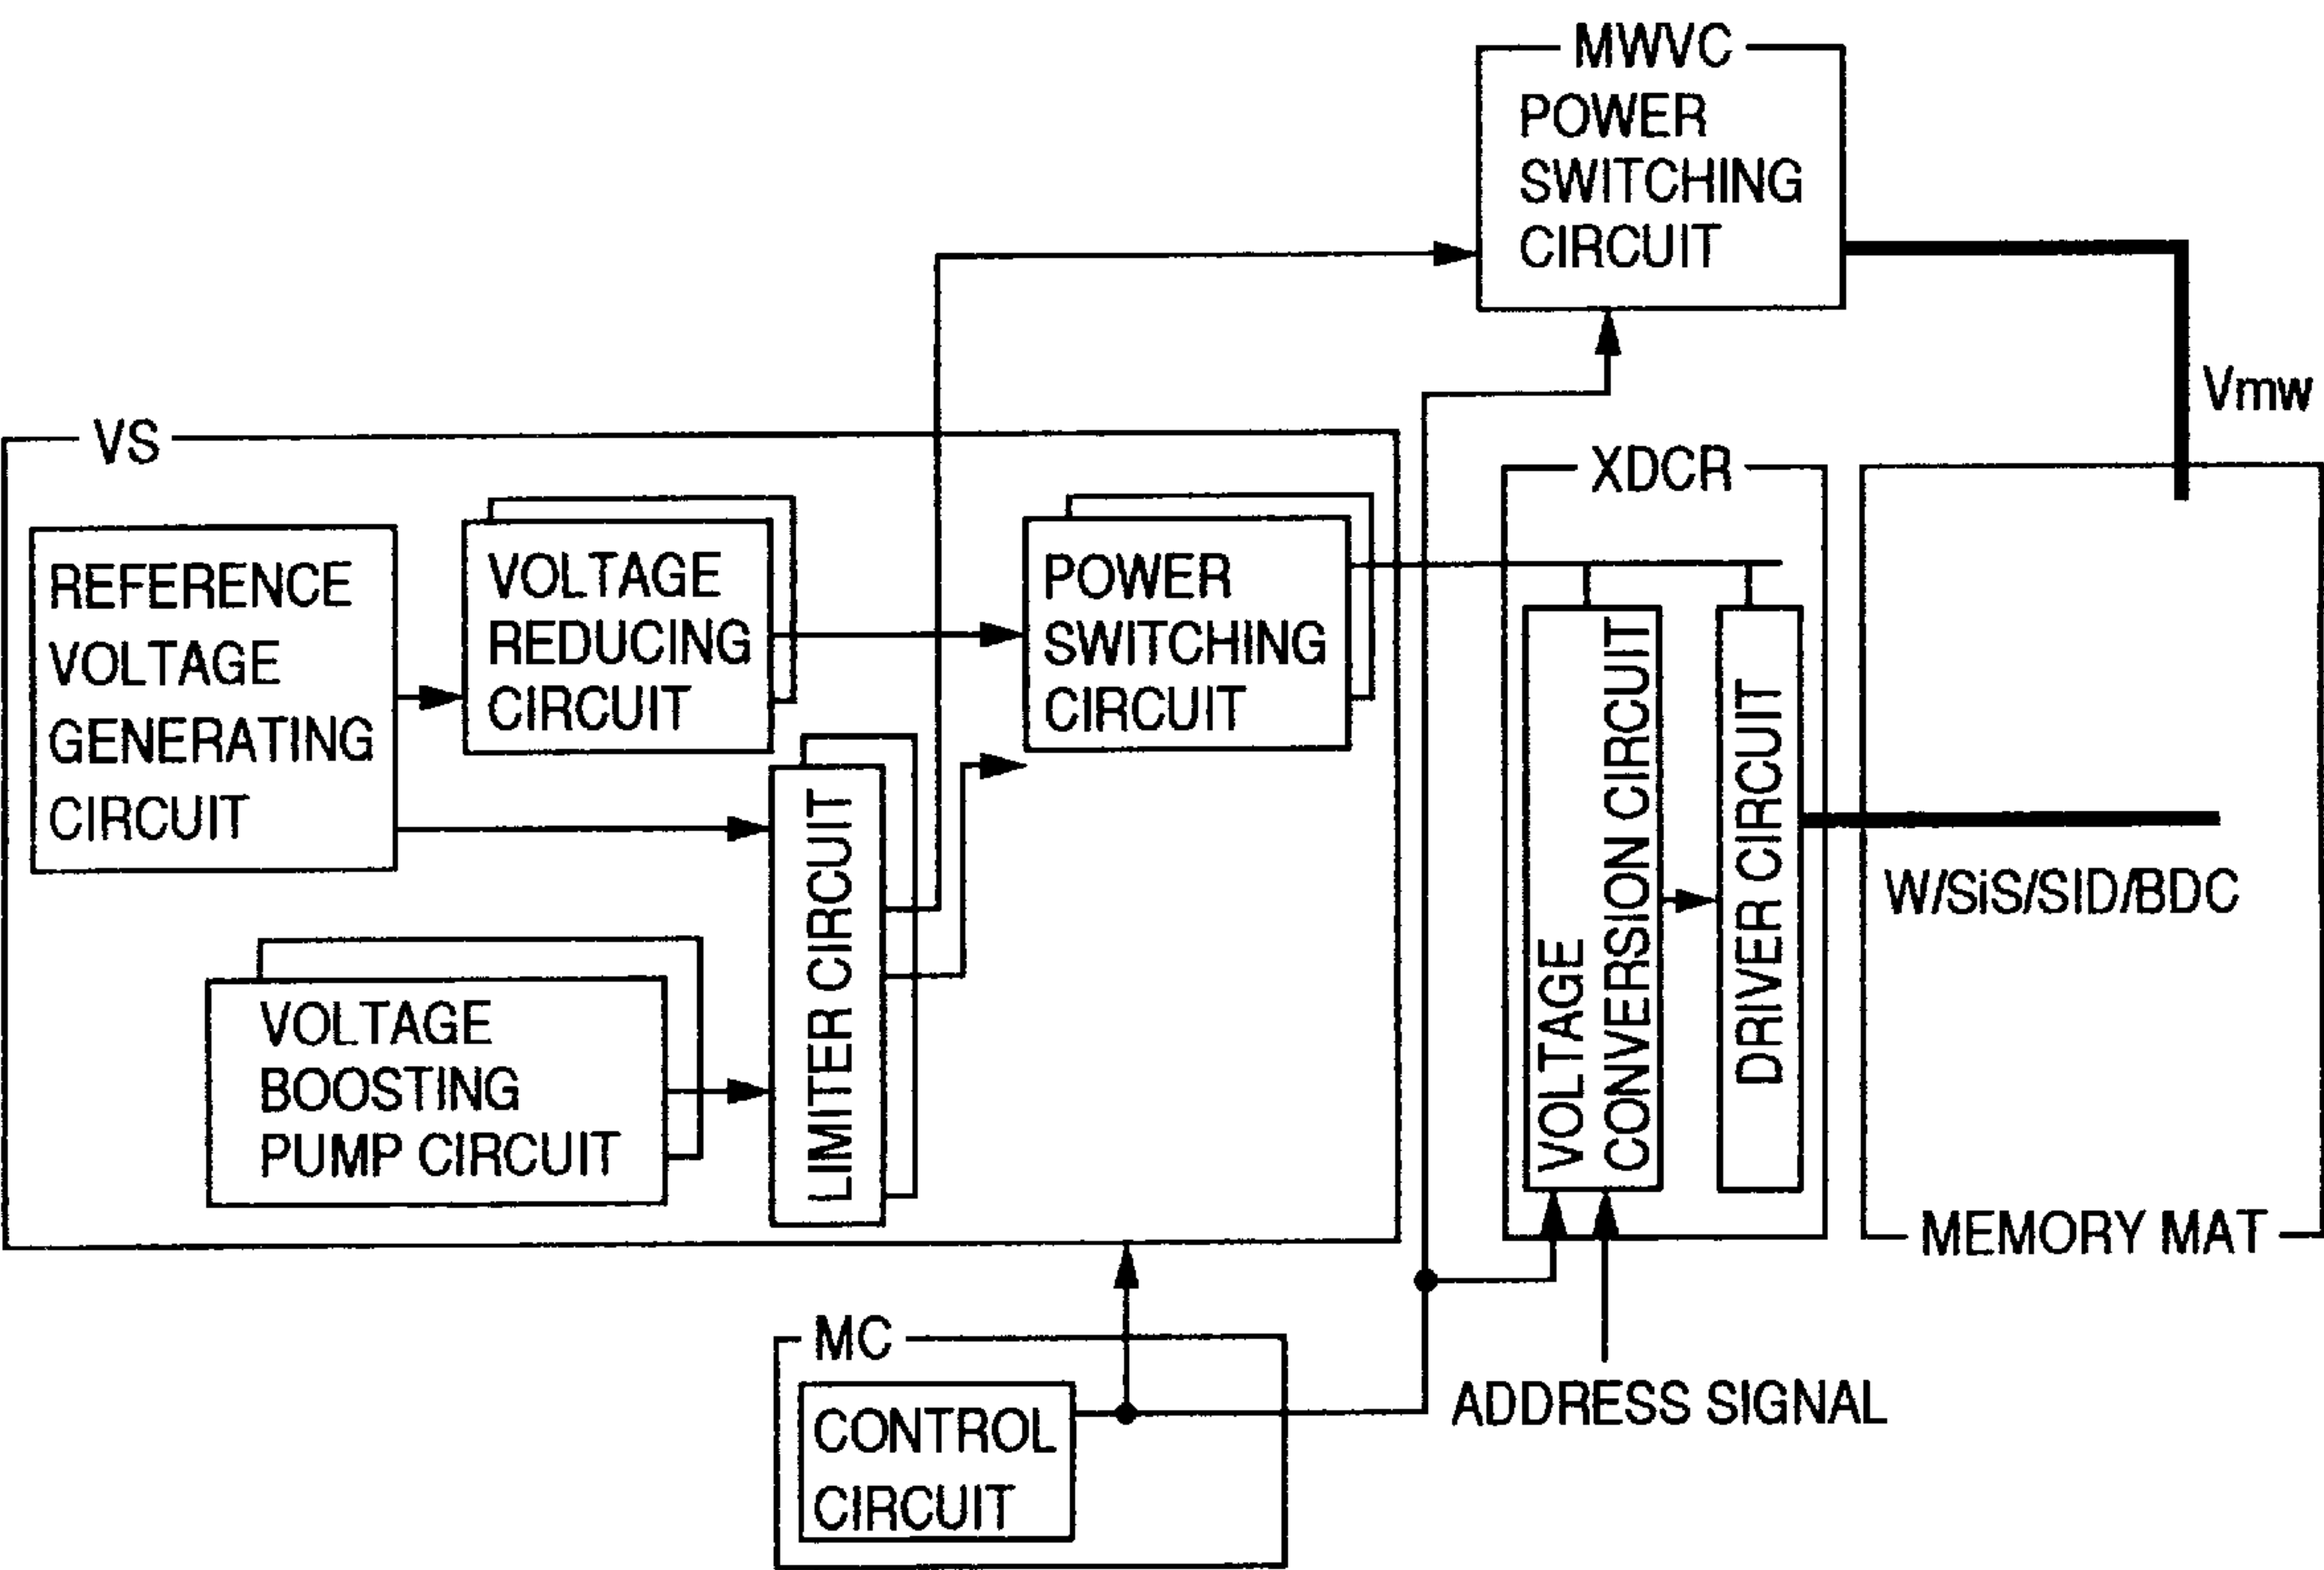 MWVC
POWER
SWITCHING
CIRCUIT
Vmw
VS
REFERENCE
VOLTAGE
GENERATING
CIRCUIT
VOLTAGE
REDUCING
CIRCUIT
POWER
SWITCHING
CIRCUIT
LIMITER CIRCUIT
VOLTAGE
BOOSTING
PUMP CIRCUIT
XDCR
VOLTAGE
CONVERSION CIRCUIT
DRIVER CIRCUIT
W/SiS/SID/BDC
MEMORY MAT
MC
CONTROL
CIRCUIT
ADDRESS SIGNAL